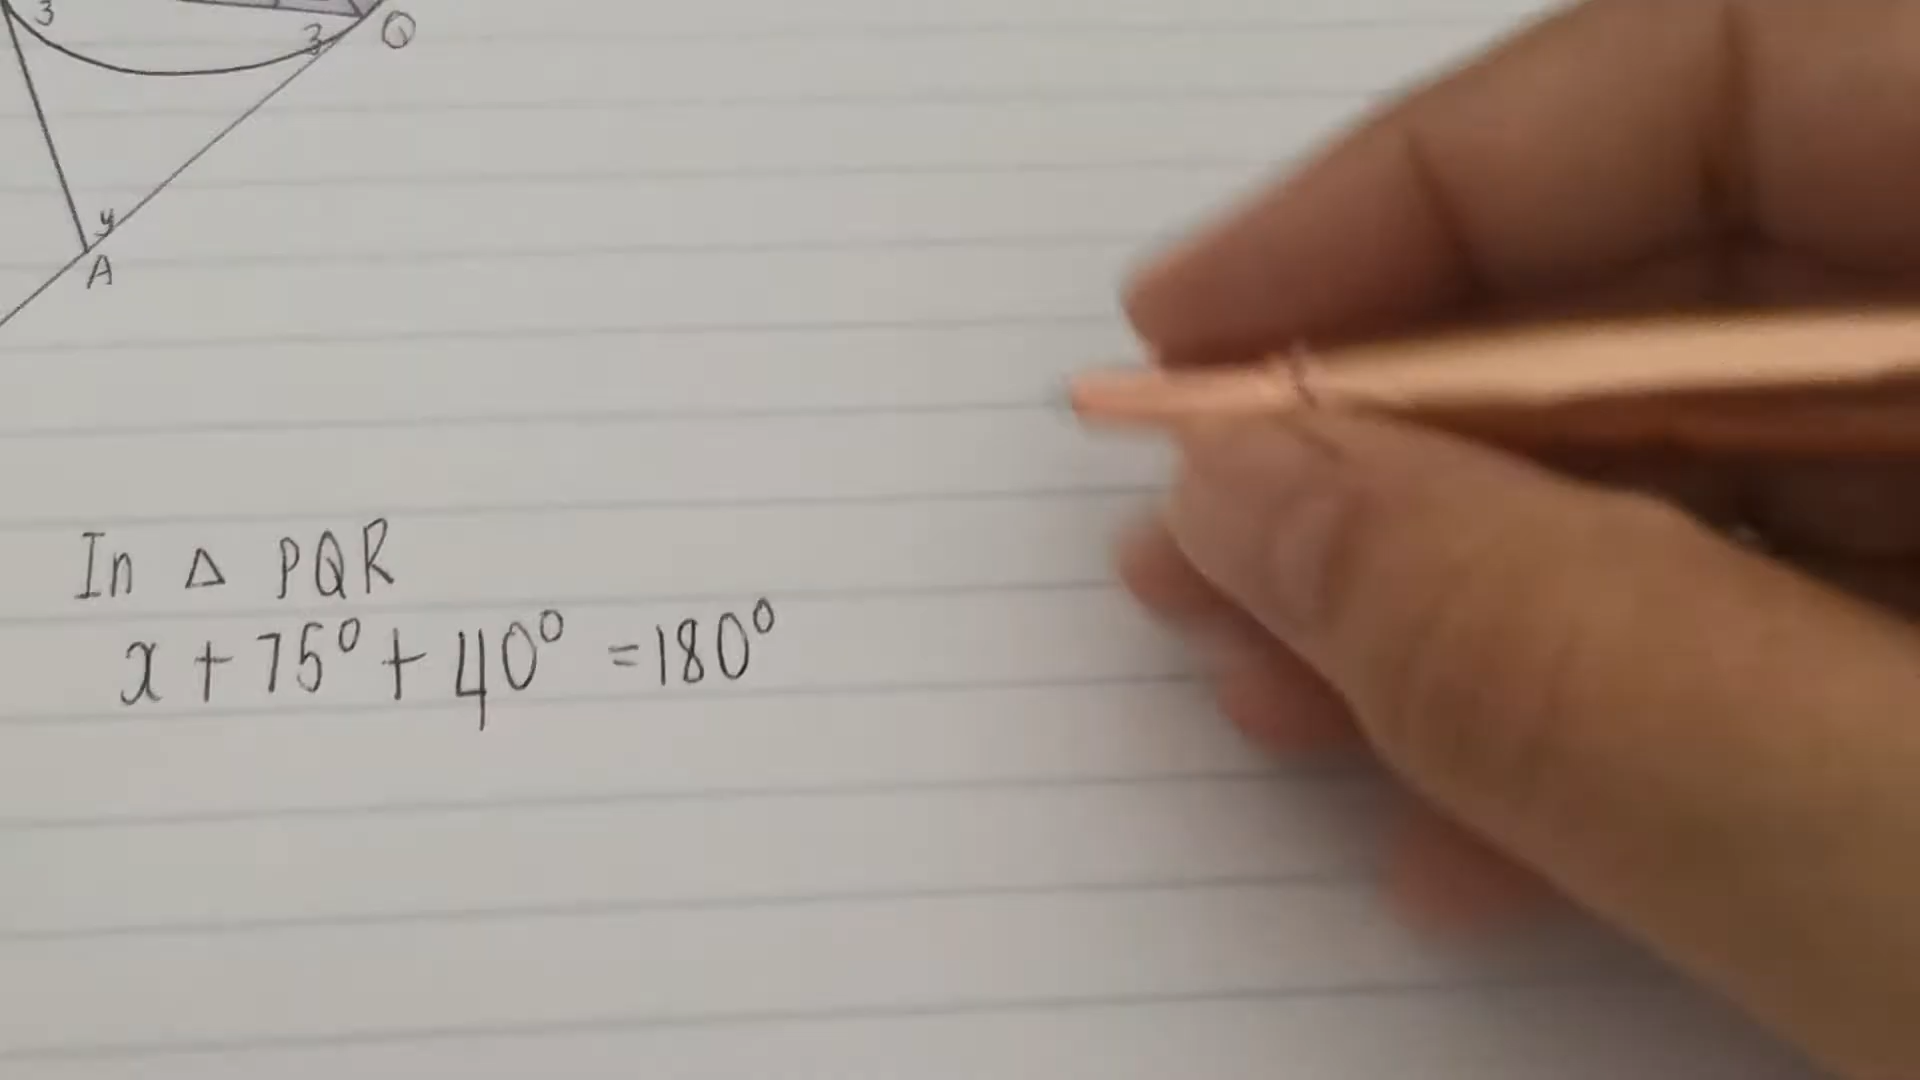 3
3 Q
y
A
In △ PQR
x + 75° + 40° = 180°